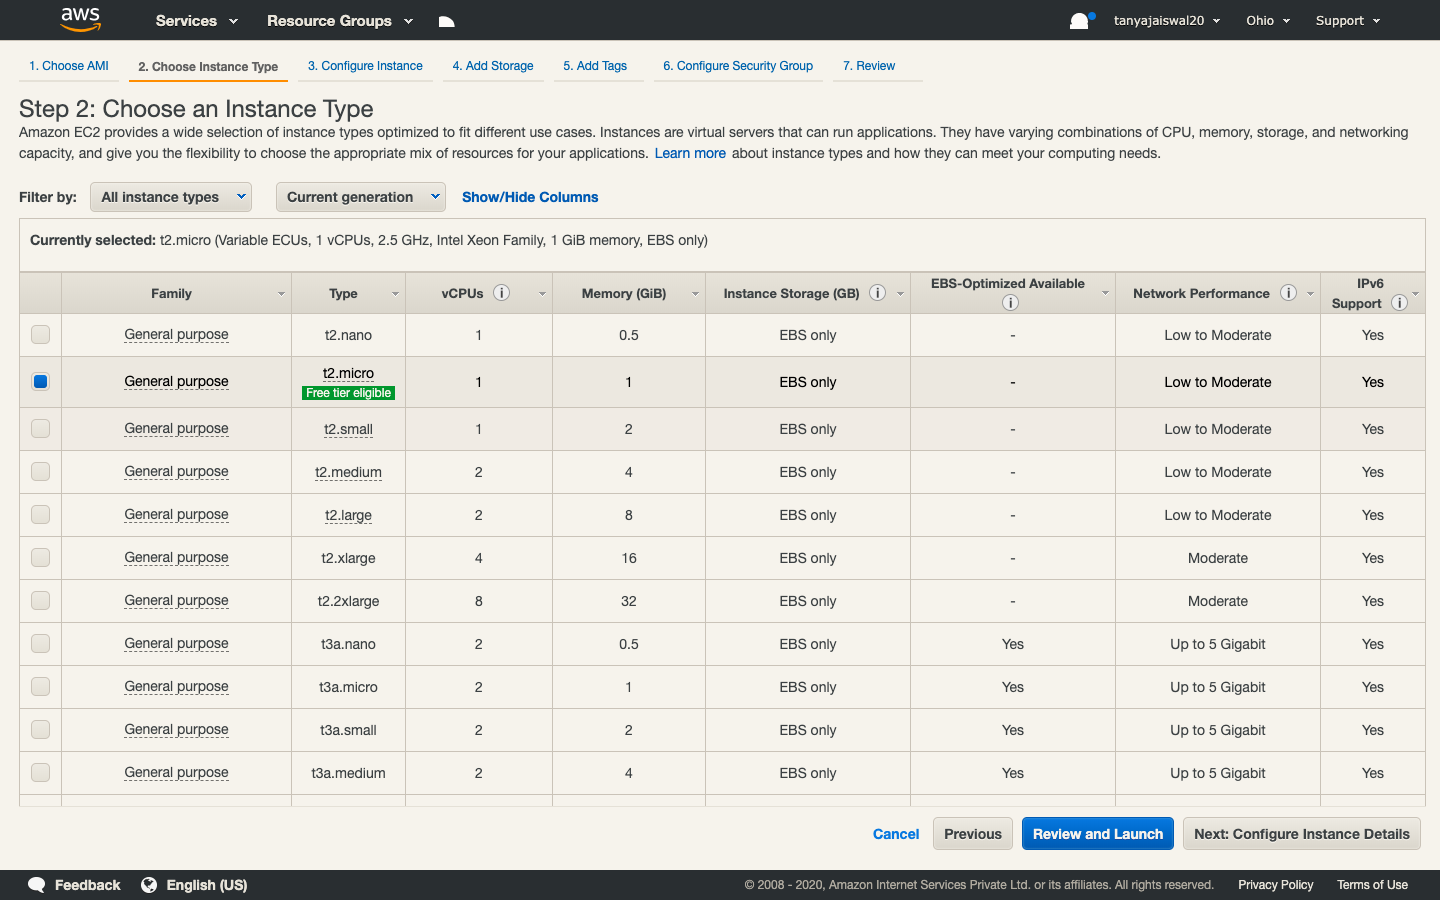 aws Services Resource Groups tanyajaiswal20 Ohio Support
1. Choose AMI 2. Choose Instance Type 3. Configure Instance 4. Add Storage 5. Add Tags 6. Configure Security Group 7. Review
Step 2: Choose an Instance Type
Amazon EC2 provides a wide selection of instance types optimized to fit different use cases. Instances are virtual servers that can run applications. They have varying combinations of CPU, memory, storage, and networking
capacity, and give you the flexibility to choose the appropriate mix of resources for your applications. Learn more about instance types and how they can meet your computing needs.
Filter by: All instance types Current generation Show/Hide Columns
Currently selected: t2.micro (Variable ECUs, 1 vCPUs, 2.5 GHz, Intel Xeon Family, 1 GiB memory, EBS only)
Family Type vCPUs i Memory (GiB) Instance Storage (GB) i EBS-Optimized Available i Network Performance i IPv6 Support i
General purpose t2.nano 1 0.5 EBS only - Low to Moderate Yes
General purpose t2.micro Free tier eligible 1 1 EBS only - Low to Moderate Yes
General purpose t2.small 1 2 EBS only - Low to Moderate Yes
General purpose t2.medium 2 4 EBS only - Low to Moderate Yes
General purpose t2.large 2 8 EBS only - Low to Moderate Yes
General purpose t2.xlarge 4 16 EBS only - Moderate Yes
General purpose t2.2xlarge 8 32 EBS only - Moderate Yes
General purpose t3a.nano 2 0.5 EBS only Yes Up to 5 Gigabit Yes
General purpose t3a.micro 2 1 EBS only Yes Up to 5 Gigabit Yes
General purpose t3a.small 2 2 EBS only Yes Up to 5 Gigabit Yes
General purpose t3a.medium 2 4 EBS only Yes Up to 5 Gigabit Yes
Cancel Previous Review and Launch Next: Configure Instance Details
Feedback English (US) © 2008 - 2020, Amazon Internet Services Private Ltd. or its affiliates. All rights reserved. Privacy Policy Terms of Use